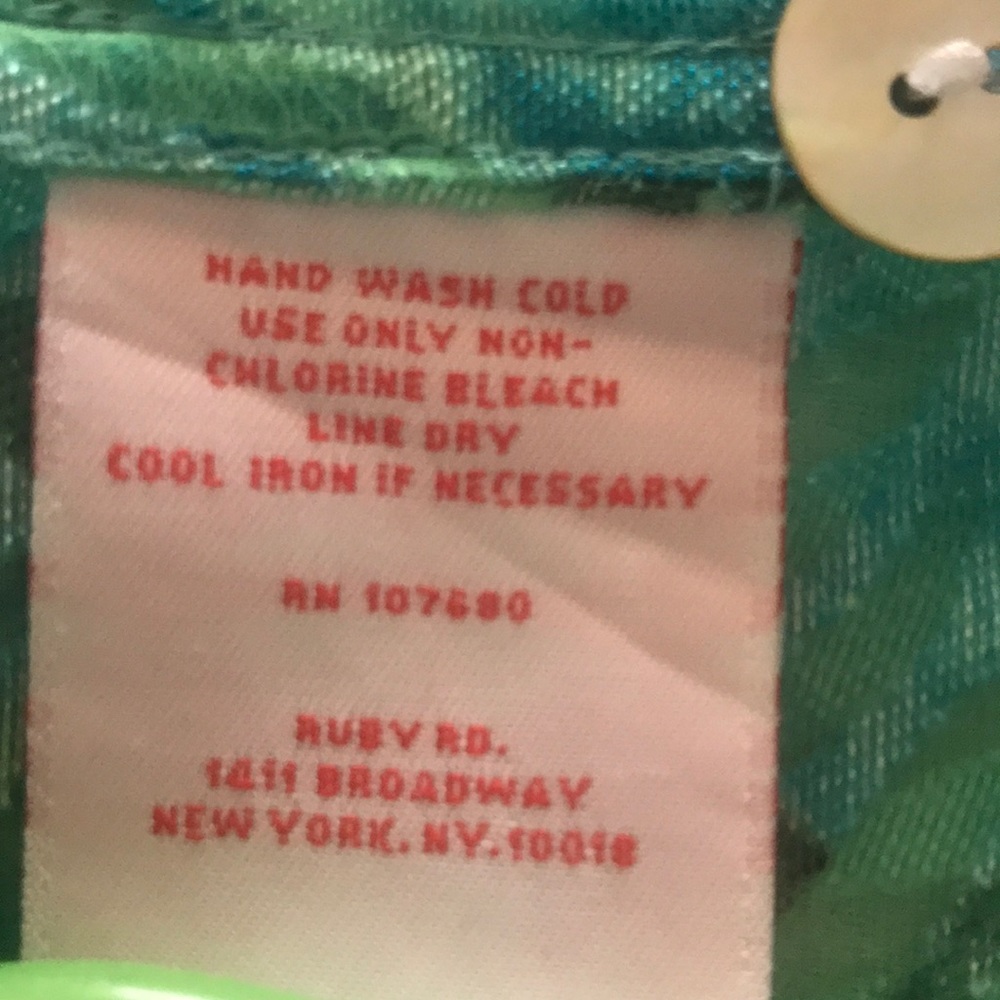 HAND WASH COLD
USE ONLY NON-
CHLORINE BLEACH
LINE DRY
COOL IRON IF NECESSARY
RN 107680
RUBY RD.
1411 BROADWAY
NEW YORK, NY.10018